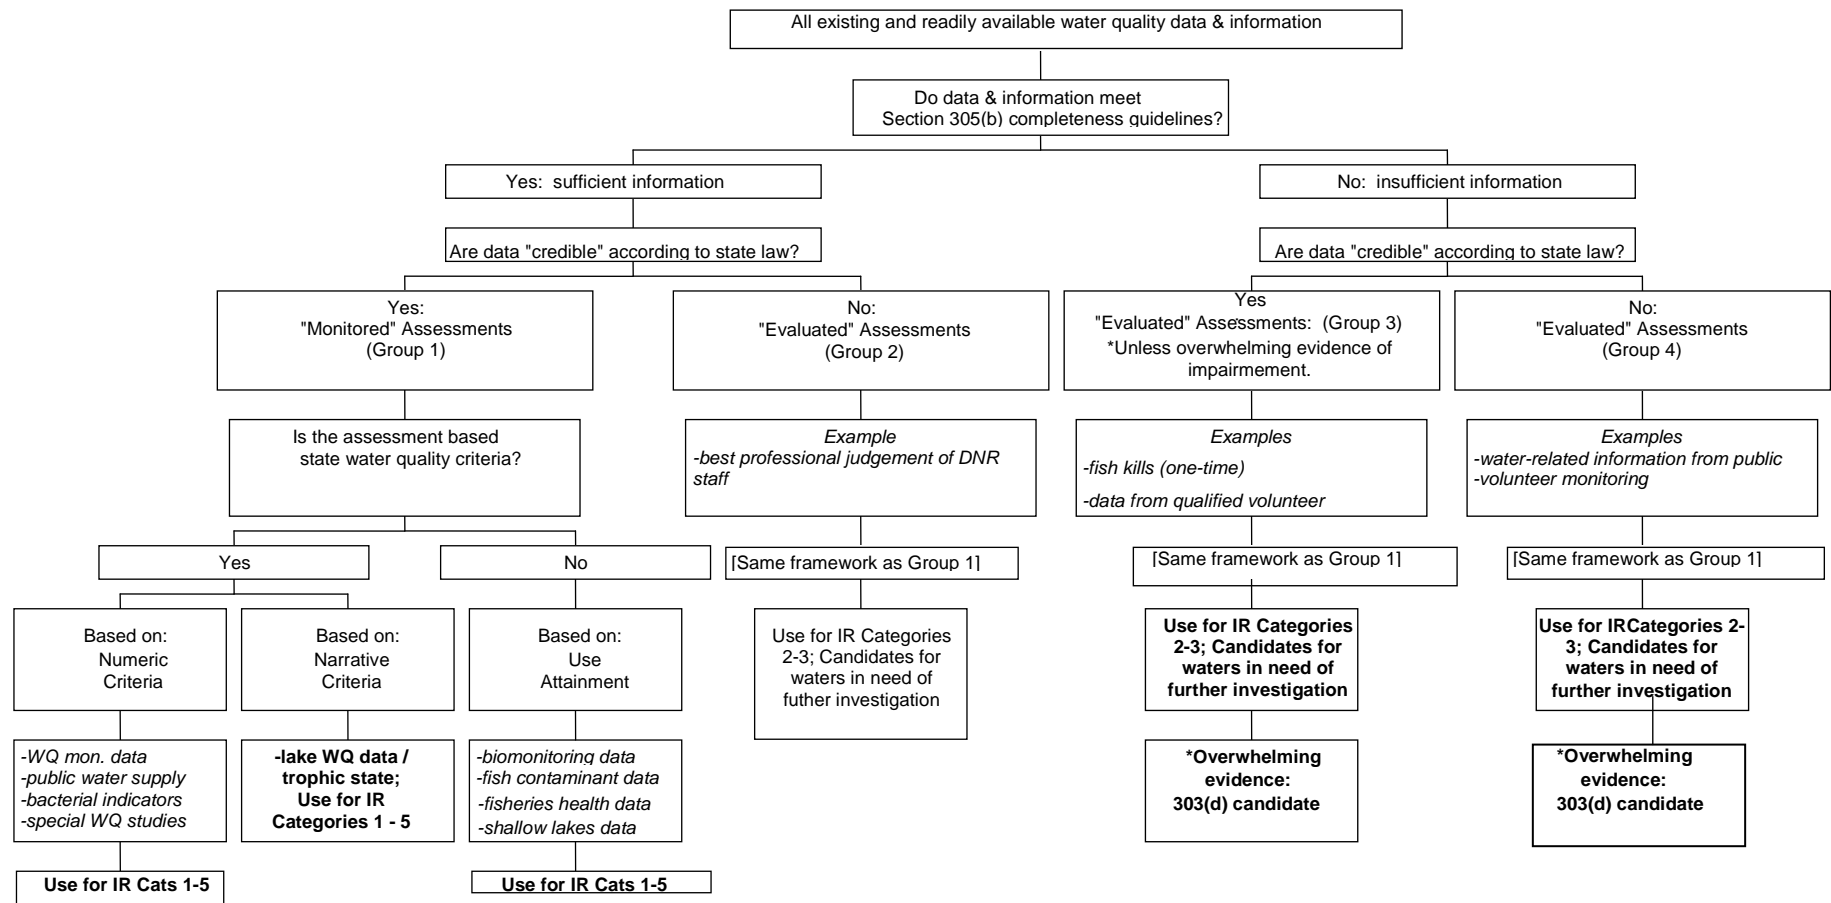 All existing and readily available water quality data & information
Do data & information meet
Section 305(b) completeness guidelines?
Yes: sufficient information
No: insufficient information
Are data "credible" according to state law?
Are data "credible" according to state law?
Yes:
"Monitored" Assessments
(Group 1)
No:
"Evaluated" Assessments
(Group 2)
Yes
"Evaluated" Assessments: (Group 3)
*Unless overwhelming evidence of
impairmement.
No:
"Evaluated" Assessments
(Group 4)
Is the assessment based
state water quality criteria?
Example
-best professional judgement of DNR
staff
Examples
-fish kills (one-time)
-data from qualified volunteer
Examples
-water-related information from public
-volunteer monitoring
Yes
No
[Same framework as Group 1]
[Same framework as Group 1]
[Same framework as Group 1]
Based on:
Numeric
Criteria
Based on:
Narrative
Criteria
Based on:
Use
Attainment
Use for IR Categories
2-3; Candidates for
waters in need of
futher investigation
Use for IR Categories
2-3; Candidates for
waters in need of
further investigation
Use for IRCategories 2-
3; Candidates for
waters in need of
further investigation
-WQ mon. data
-public water supply
-bacterial indicators
-special WQ studies
-lake WQ data /
trophic state;
Use for IR
Categories 1 - 5
-biomonitoring data
-fish contaminant data
-fisheries health data
-shallow lakes data
*Overwhelming
evidence:
303(d) candidate
*Overwhelming
evidence:
303(d) candidate
Use for IR Cats 1-5
Use for IR Cats 1-5